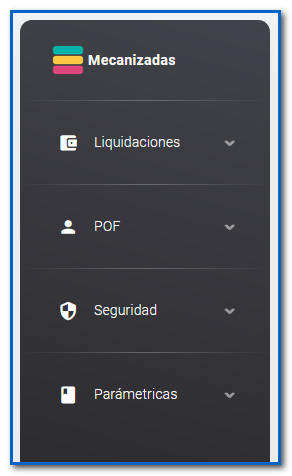 Mecanizadas
Liquidaciones
POF
Seguridad
Parámetricas